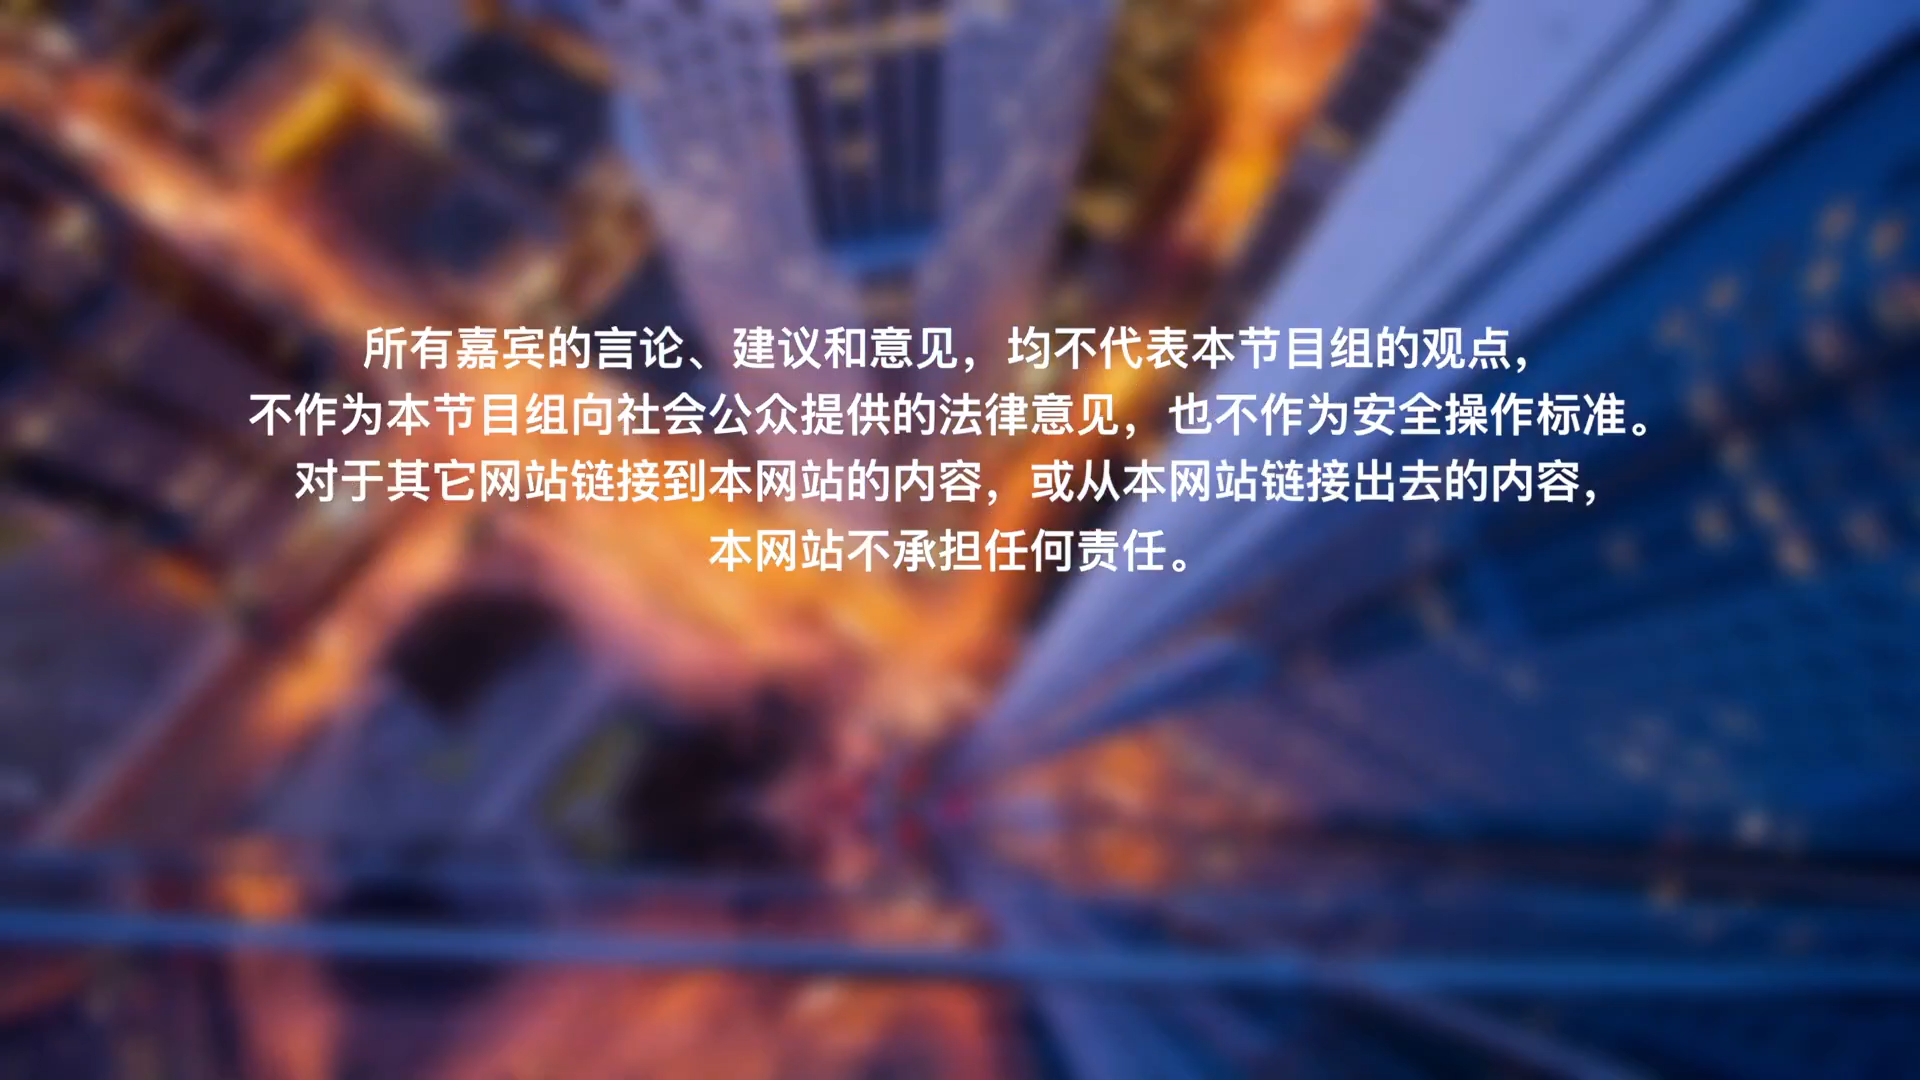 所有嘉宾的言论、建议和意见，均不代表本节目组的观点，
不作为本节目组向社会公众提供的法律意见，也不作为安全操作标准。
对于其它网站链接到本网站的内容，或从本网站链接出去的内容，
本网站不承担任何责任。